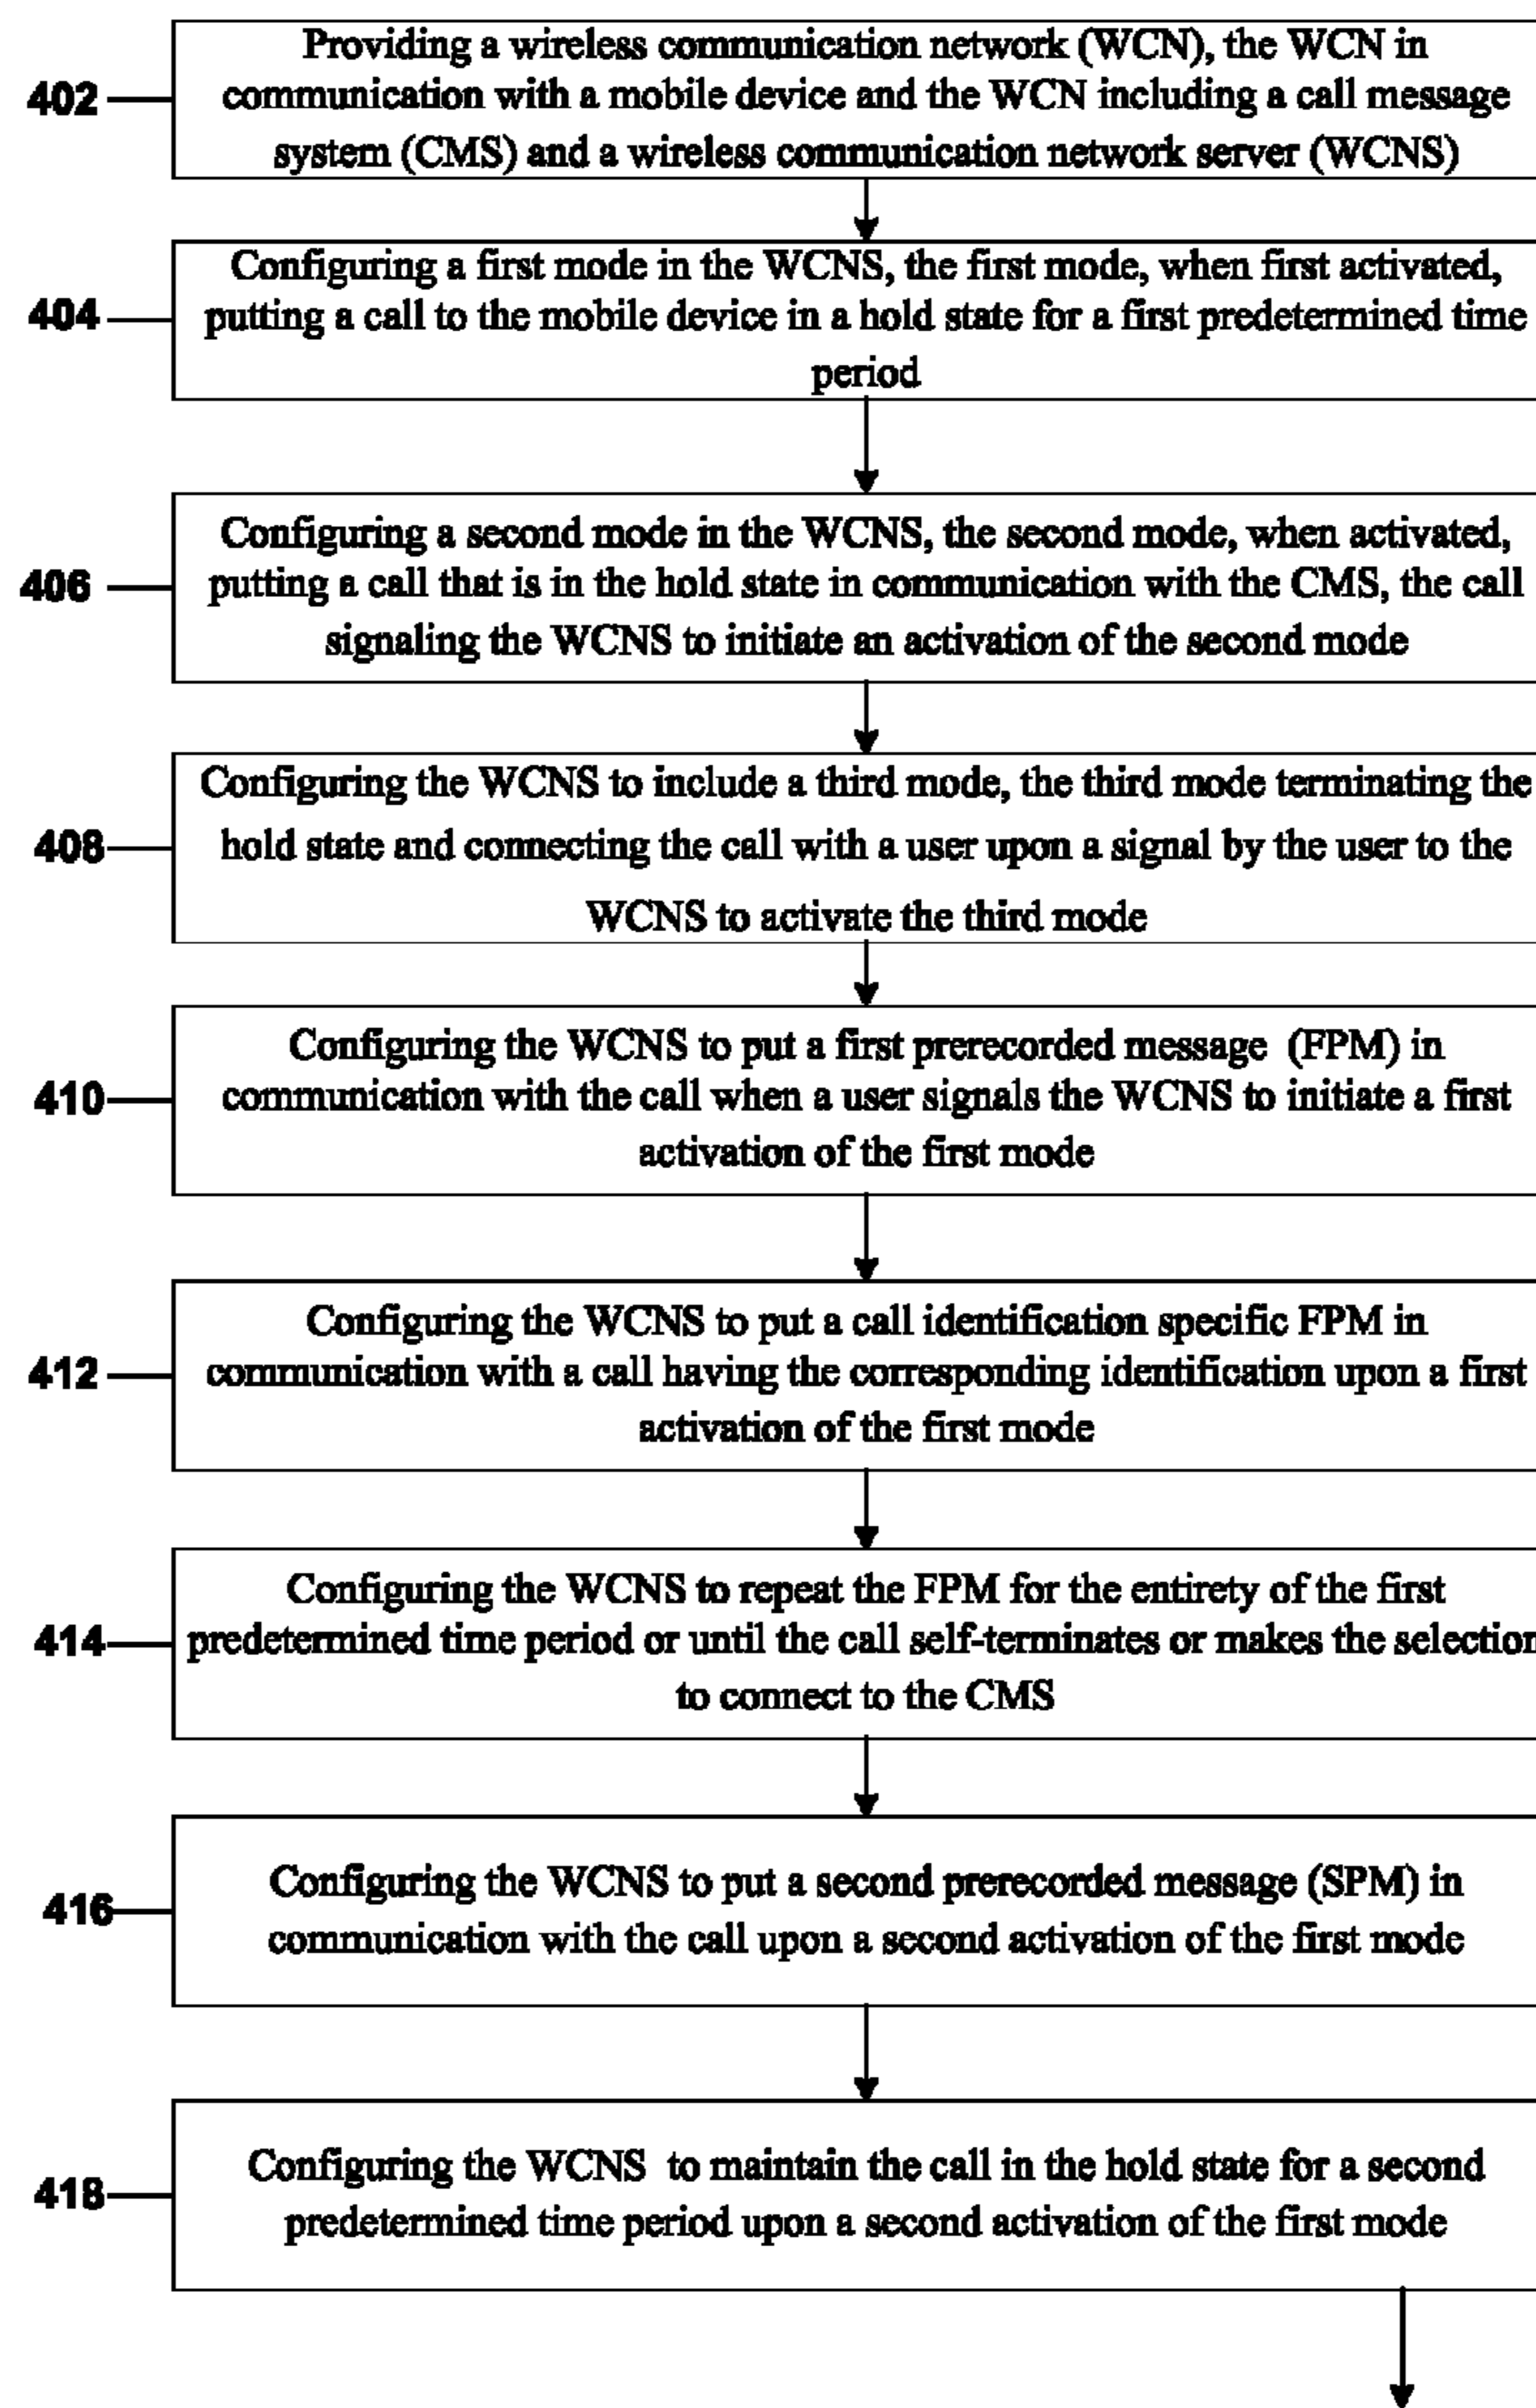 Providing a wireless communication network (WCN), the WCN in
402
communication with a mobile device and the WCN including a call message
system (CMS) and a wireless communication network server (WCNS)
Configuring a first mode in the WCNS, the first mode, when first activated,
404
putting a call to the mobile device in a hold state for a first predetermined time
period
Configuring a second mode in the WCNS, the second mode, when activated,
406
putting a call that is in the hold state in communication with the CMS, the call
signaling the WCNS to initiate an activation of the second mode
Configuring the WCNS to include a third mode, the third mode terminating the
408
hold state and connecting the call with a user upon a signal by the user to the
WCNS to activate the third mode
Configuring the WCNS to put a first prerecorded message (FPM) in
410
communication with the call when a user signals the WCNS to initiate a first
activation of the first mode
Configuring the WCNS to put a call identification specific FPM in
412
communication with a call having the corresponding identification upon a first
activation of the first mode
Configuring the WCNS to repeat the FPM for the entirety of the first
414
predetermined time period or until the call self-terminates or makes the selection
to connect to the CMS
Configuring the WCNS to put a second prerecorded message (SPM) in
416
communication with the call upon a second activation of the first mode
Configuring the WCNS to maintain the call in the hold state for a second
418
predetermined time period upon a second activation of the first mode